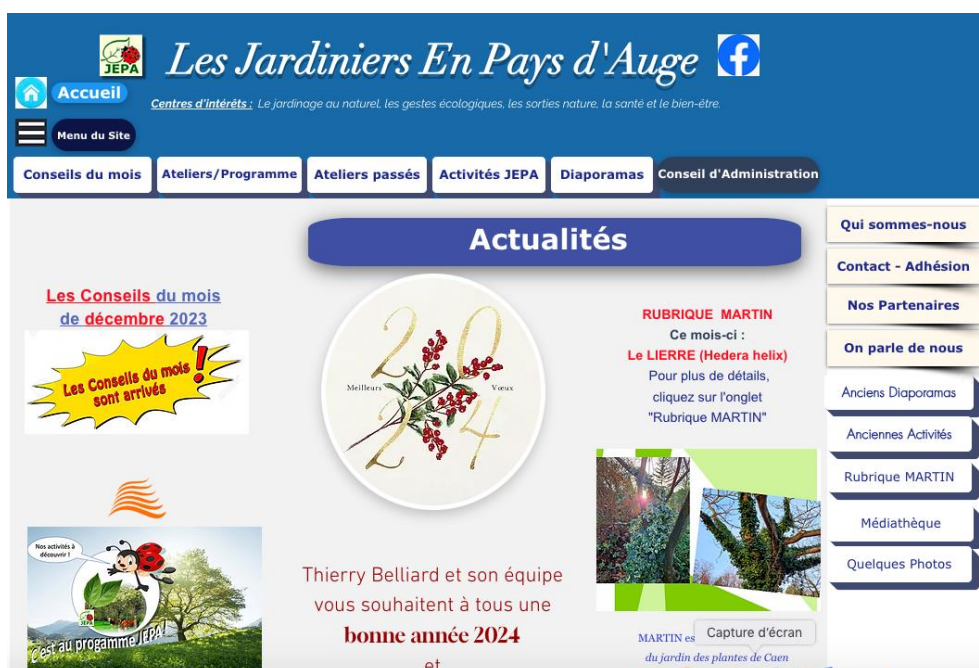 JEPA
Les Jardiniers En Pays d'Auge
Accueil
Centres d'intérêts : Le jardinage au naturel, les gestes écologiques, les sorties nature, la santé et le bien-être.
Menu du Site
Conseils du mois
Ateliers/Programme
Ateliers passés
Activités JEPA
Diaporamas
Conseil d'Administration
Actualités
Les Conseils du mois
de décembre 2023
Les Conseils du mois
sont arrivés
!
Nos activités à
découvrir !
JEPA
C'est au progamme JEPA!
2024
Meilleurs Vœux
Thierry Belliard et son équipe
vous souhaitent à tous une
bonne année 2024
et
RUBRIQUE MARTIN
Ce mois-ci :
Le LIERRE (Hedera helix)
Pour plus de détails,
cliquez sur l'onglet
"Rubrique MARTIN"
MARTIN es
Capture d'écran
du jardin des plantes de Caen
Qui sommes-nous
Contact - Adhésion
Nos Partenaires
On parle de nous
Anciens Diaporamas
Anciennes Activités
Rubrique MARTIN
Médiathèque
Quelques Photos